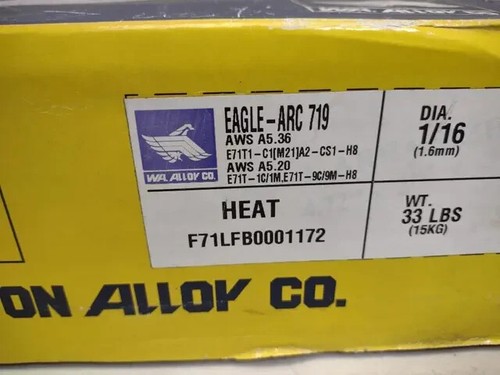 EAGLE-ARC 719
AWS A5.36
E71T1-C1[M21]A2-CS1-H8
AWS A5.20
E71T-1C/1M,E71T-9C/9M-H8
WA. ALLOY CO.
HEAT
F71LFB0001172
DIA.
1/16
(1.6mm)
WT.
33 LBS
(15KG)
ON ALLOY CO.